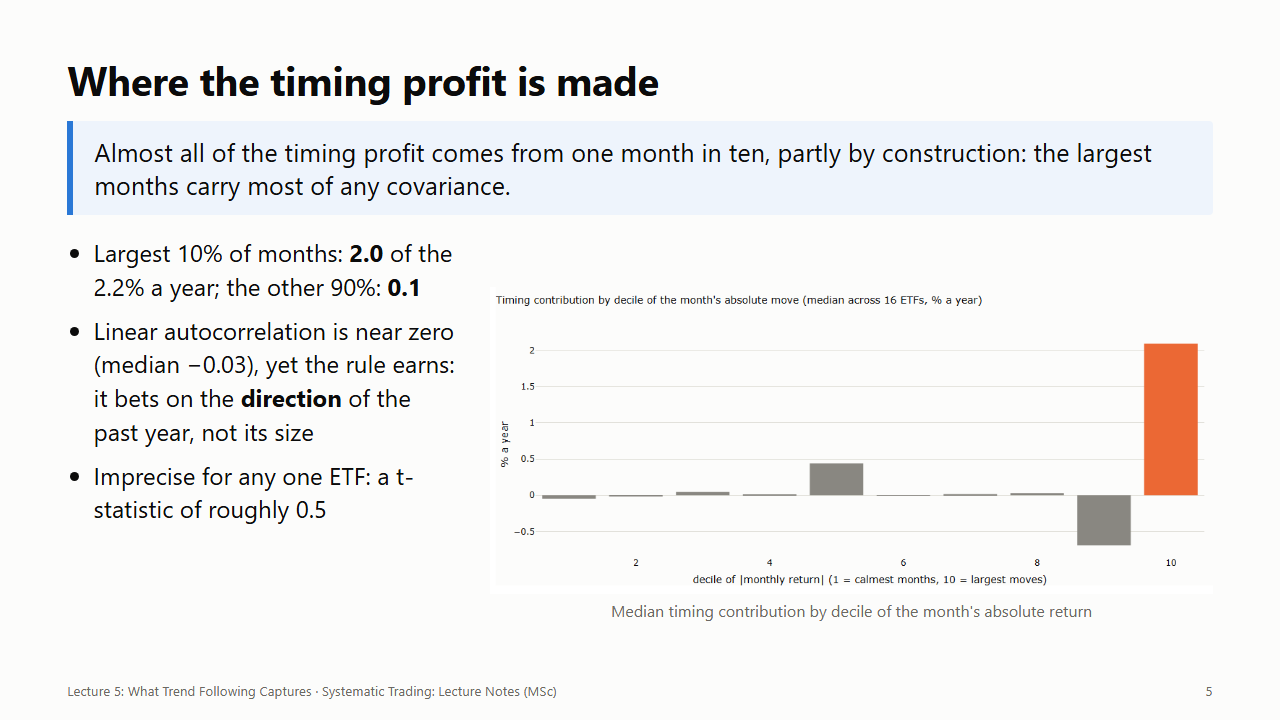 Where the timing profit is made
Almost all of the timing profit comes from one month in ten, partly by construction: the largest
months carry most of any covariance.
• Largest 10% of months: 2.0 of the
2.2% a year; the other 90%: 0.1
• Linear autocorrelation is near zero
(median −0.03), yet the rule earns:
it bets on the direction of the
past year, not its size
• Imprecise for any one ETF: a t-
statistic of roughly 0.5
Timing contribution by decile of the month's absolute move (median across 16 ETFs, % a year)
2
1.5
1
0.5
0
−0.5
% a year
2 4 6 8 10
decile of |monthly return| (1 = calmest months, 10 = largest moves)
Median timing contribution by decile of the month's absolute return
Lecture 5: What Trend Following Captures · Systematic Trading: Lecture Notes (MSc)
5